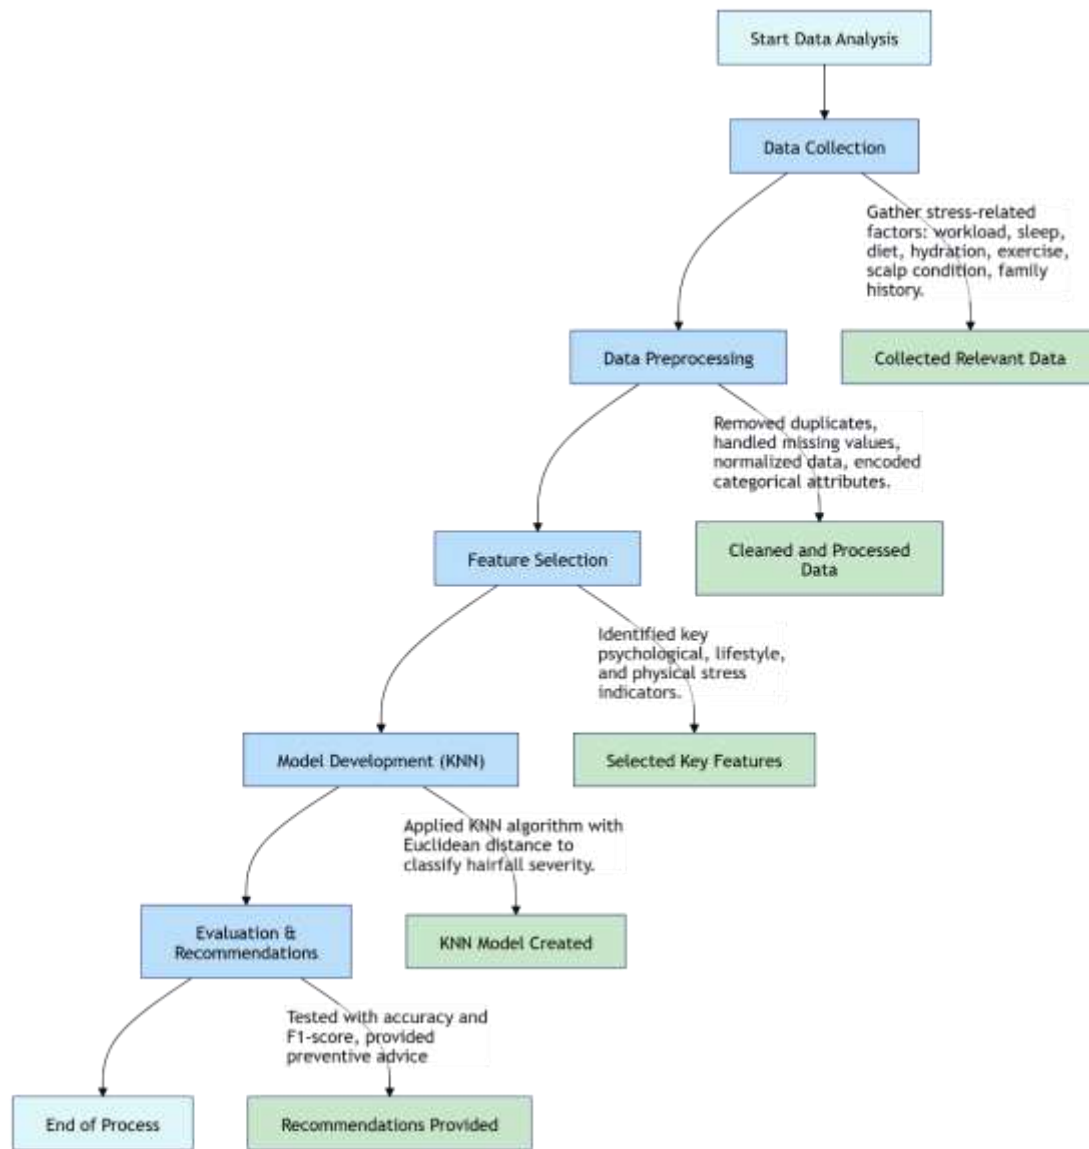 Start Data Analysis
Data Collection
Gather stress-related
factors: workload, sleep,
diet, hydration, exercise,
scalp condition, family
history.
Data Preprocessing
Collected Relevant Data
Removed duplicates,
handled missing values,
normalized data, encoded
categorical attributes.
Feature Selection
Cleaned and Processed
Data
Identified key
psychological, lifestyle,
and physical stress
indicators.
Model Development (KNN)
Selected Key Features
Applied KNN algorithm with
Euclidean distance to
classify hairfall severity.
Evaluation &
Recommendations
KNN Model Created
Tested with accuracy and
F1-score, provided
preventive advice
End of Process
Recommendations Provided